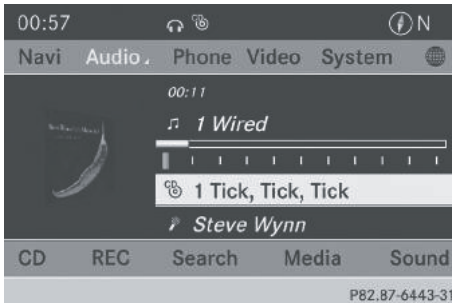 00:57 N
Navi Audio Phone Video System
00:11
1 Wired
CD 1 Tick, Tick, Tick
Steve Wynn
CD REC Search Media Sound
P82.87-6443-31